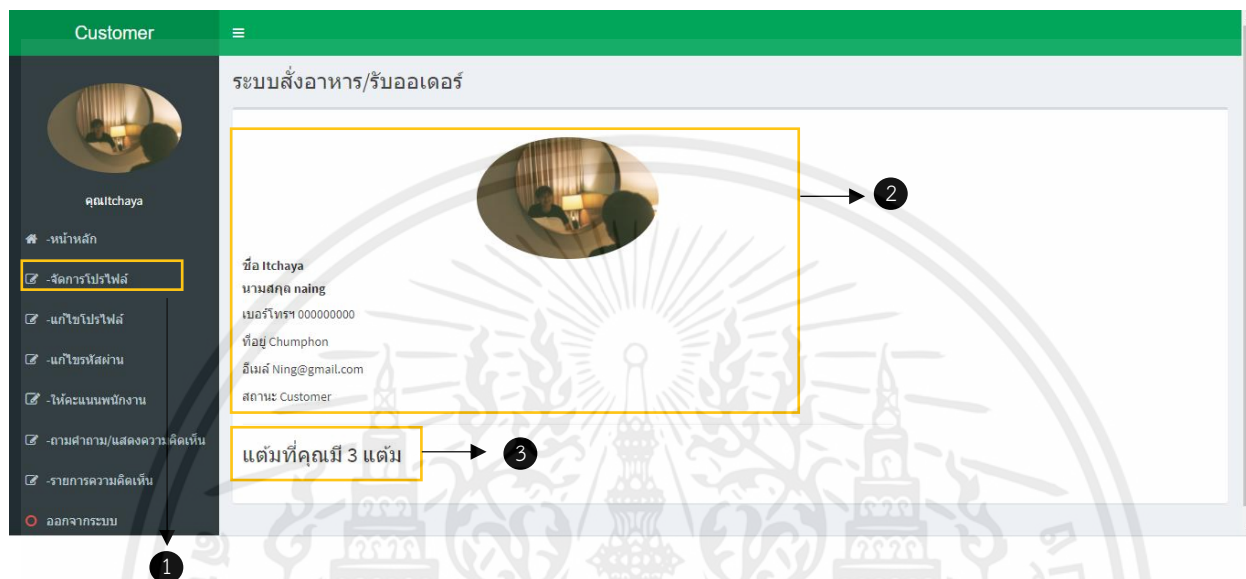 Customer
ระบบสั่งอาหาร/รับออเดอร์
คุณItchaya
-หน้าหลัก
-จัดการโปรไฟล์
-แก้ไขโปรไฟล์
-แก้ไขรหัสผ่าน
-ให้คะแนนพนักงาน
-ถามคำถาม/แสดงความคิดเห็น
-รายการความคิดเห็น
ออกจากระบบ
1
2
ชื่อ Itchaya
นามสกุล naing
เบอร์โทรฯ 000000000
ที่อยู่ Chumphon
อีเมล์ Ning@gmail.com
สถานะ Customer
แต้มที่คุณมี 3 แต้ม
3